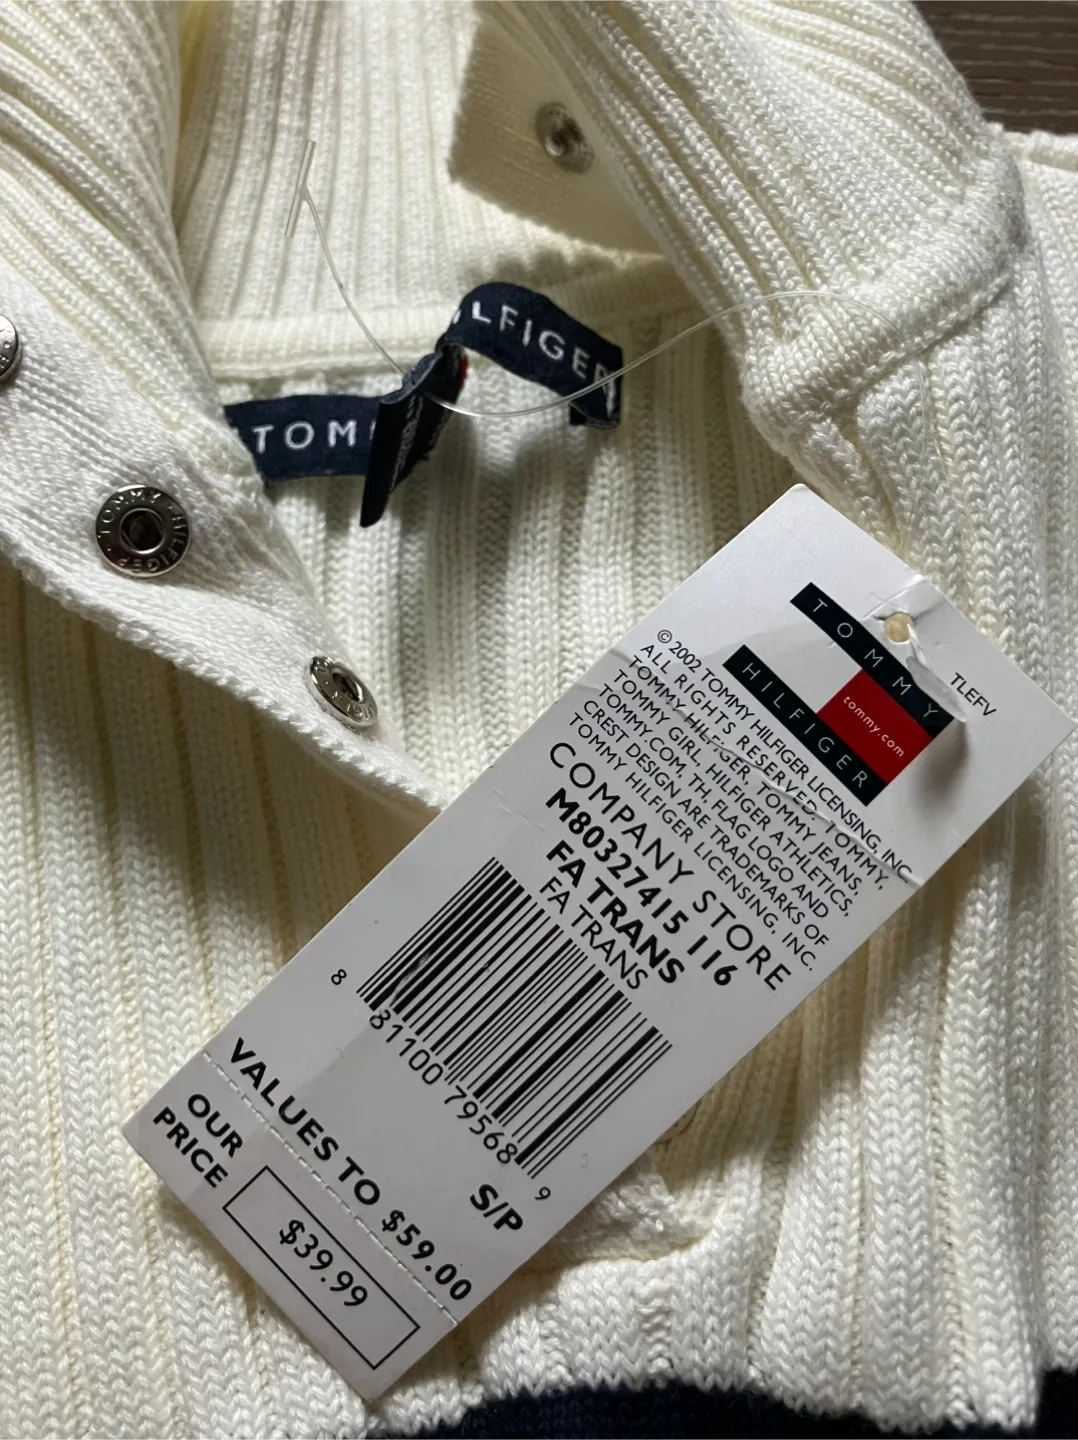 HILFIGER
TOMM
TOMMY HILFIGER
TLEFV
TOMMY
HILFIGER
tommy.com
© 2002 TOMMY HILFIGER LICENSING, INC.
ALL RIGHTS RESERVED. TOMMY,
TOMMY HILFIGER, TOMMY JEANS,
TOMMY GIRL, HILFIGER ATHLETICS,
TOMMY.COM, TH, FLAG LOGO AND
CREST DESIGN ARE TRADEMARKS OF
TOMMY HILFIGER LICENSING, INC.
COMPANY STORE
M80327415 116
FA TRANS
FA TRANS
8 81100 79568 9
S/P
VALUES TO $59.00
OUR
PRICE
$39.99